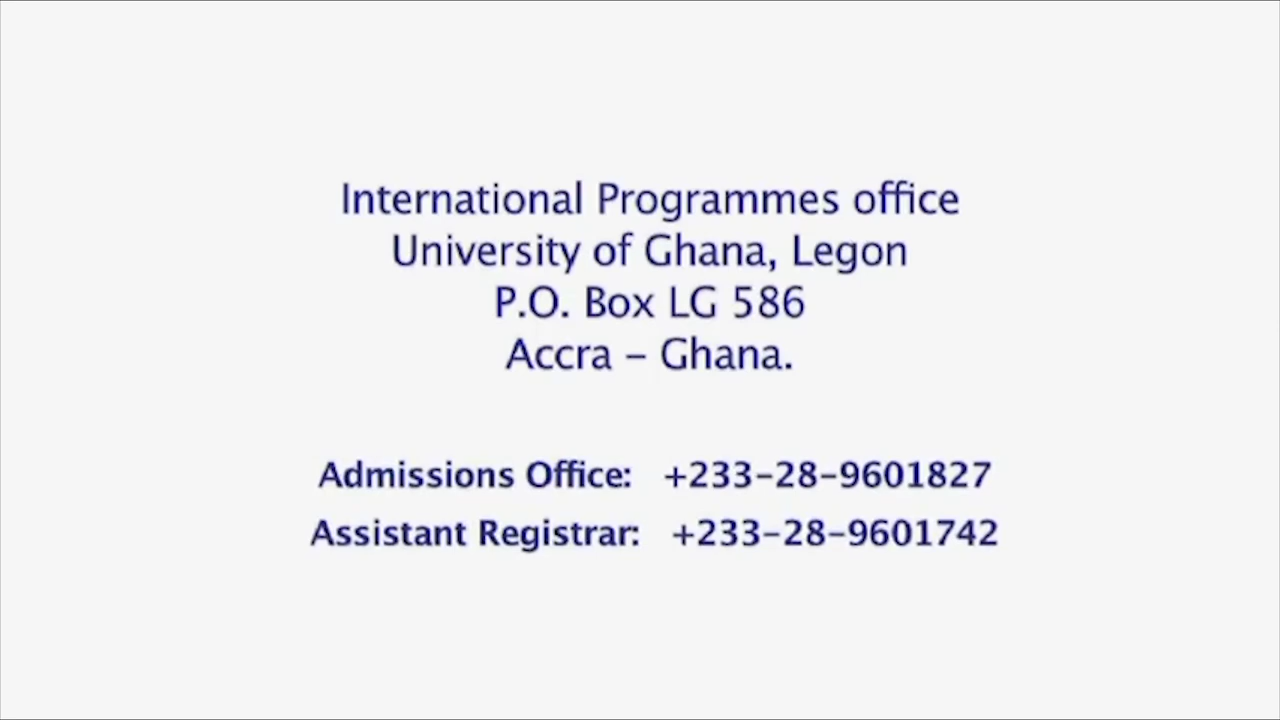 International Programmes office
University of Ghana, Legon
P.O. Box LG 586
Accra – Ghana.
Admissions Office: +233-28-9601827
Assistant Registrar: +233-28-9601742